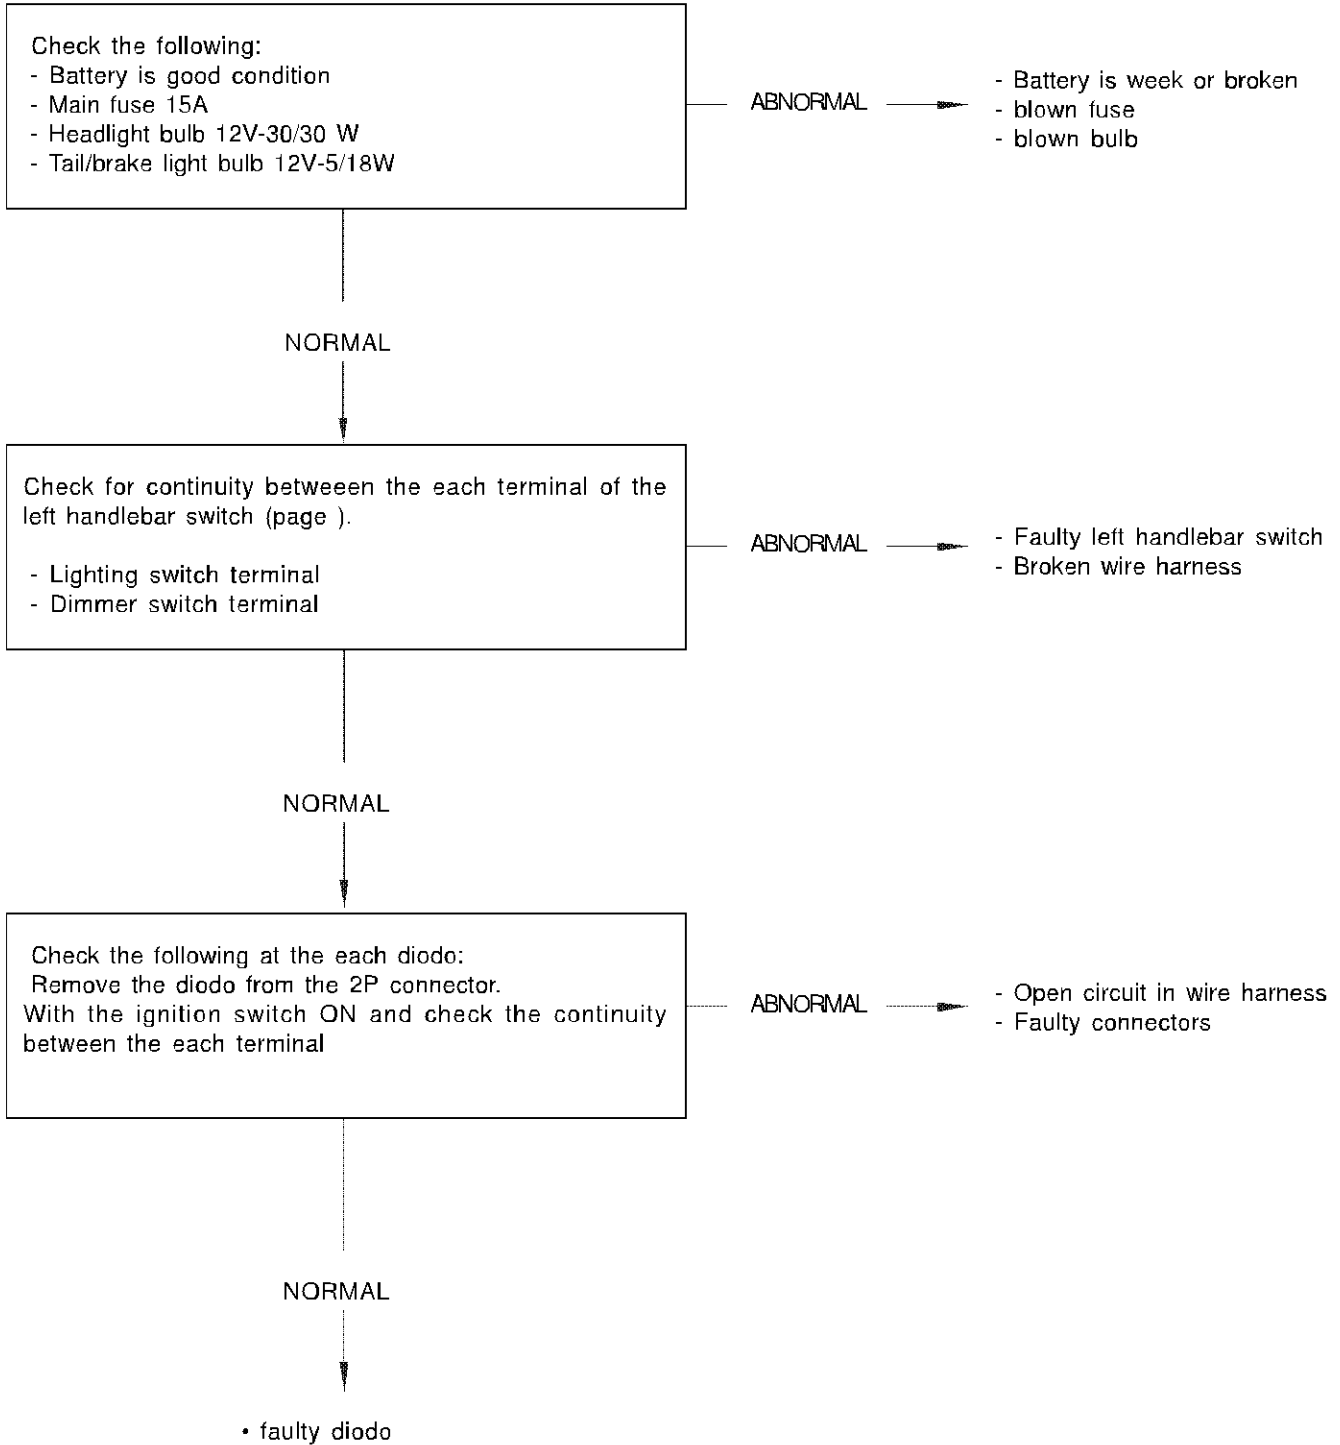 Check the following:
- Battery is good condition
- Main fuse 15A
- Headlight bulb 12V-30/30 W
- Tail/brake light bulb 12V-5/18W
ABNORMAL
- Battery is week or broken
- blown fuse
- blown bulb
NORMAL
Check for continuity betweeen the each terminal of the
left handlebar switch (page ).
- Lighting switch terminal
- Dimmer switch terminal
ABNORMAL
- Faulty left handlebar switch
- Broken wire harness
NORMAL
Check the following at the each diodo:
Remove the diodo from the 2P connector.
With the ignition switch ON and check the continuity
between the each terminal
ABNORMAL
- Open circuit in wire harness
- Faulty connectors
NORMAL
• faulty diodo